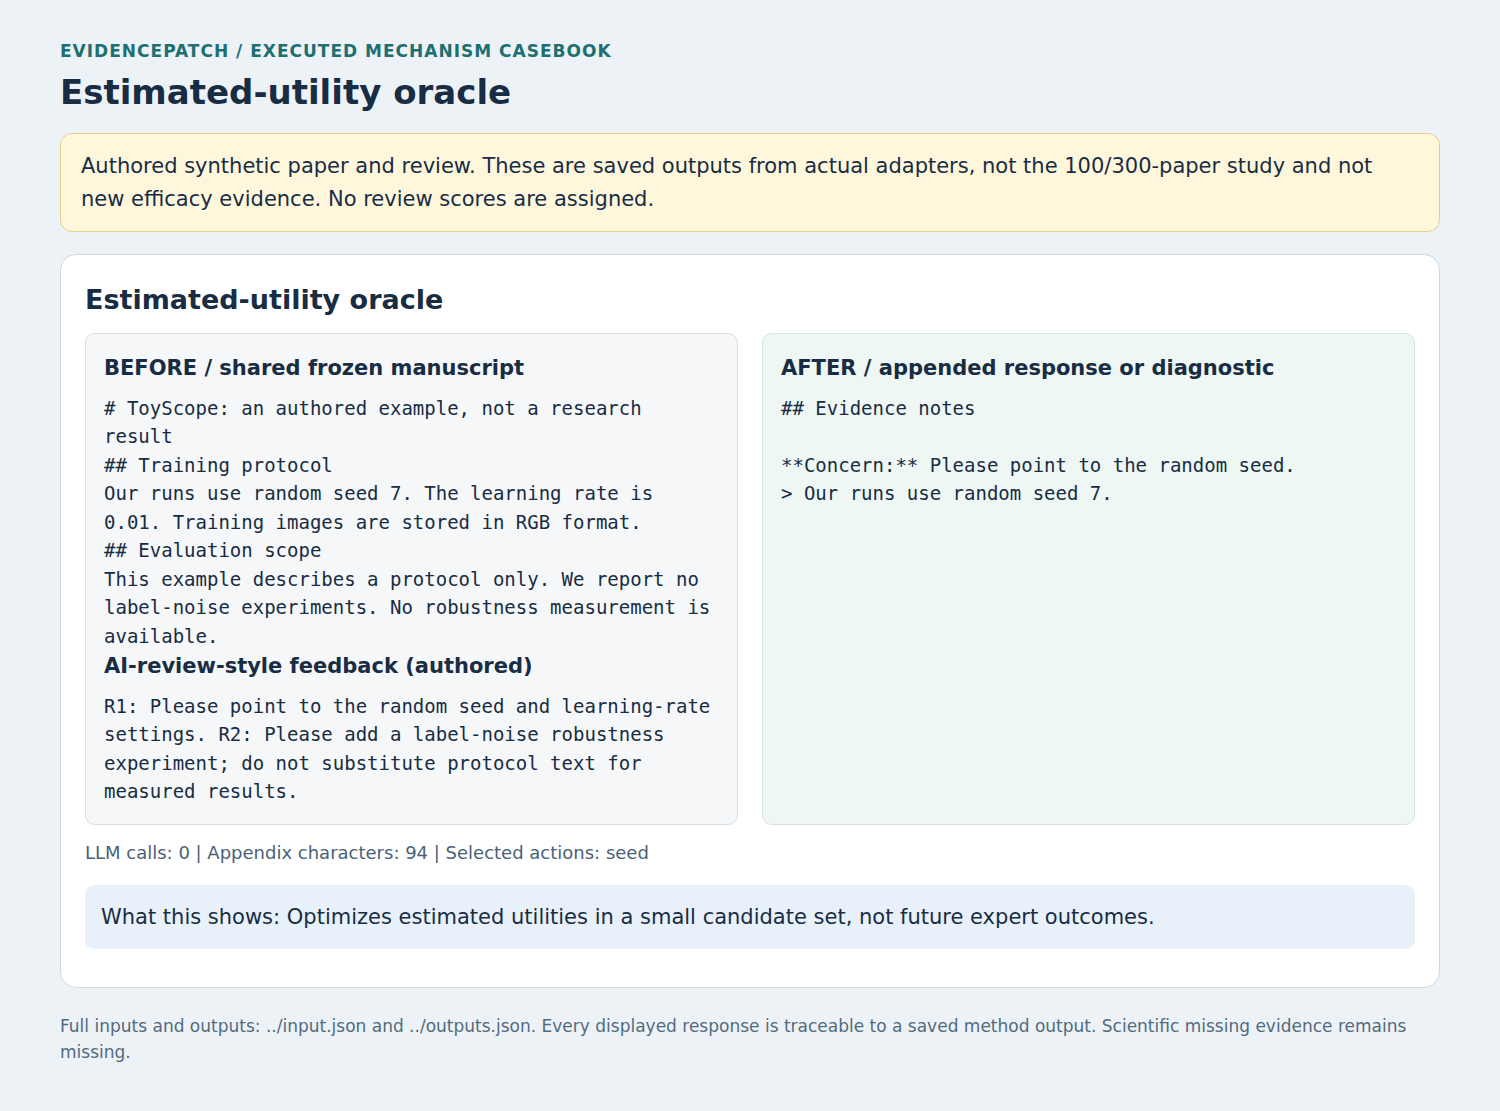 EVIDENCEPATCH / EXECUTED MECHANISM CASEBOOK
Estimated-utility oracle
Authored synthetic paper and review. These are saved outputs from actual adapters, not the 100/300-paper study and not
new efficacy evidence. No review scores are assigned.
Estimated-utility oracle
BEFORE / shared frozen manuscript
# ToyScope: an authored example, not a research
result
## Training protocol
Our runs use random seed 7. The learning rate is
0.01. Training images are stored in RGB format.
## Evaluation scope
This example describes a protocol only. We report no
label-noise experiments. No robustness measurement is
available.
AI-review-style feedback (authored)
R1: Please point to the random seed and learning-rate
settings. R2: Please add a label-noise robustness
experiment; do not substitute protocol text for
measured results.
AFTER / appended response or diagnostic
## Evidence notes
**Concern:** Please point to the random seed.
> Our runs use random seed 7.
LLM calls: 0 | Appendix characters: 94 | Selected actions: seed
What this shows: Optimizes estimated utilities in a small candidate set, not future expert outcomes.
Full inputs and outputs: ../input.json and ../outputs.json. Every displayed response is traceable to a saved method output. Scientific missing evidence remains
missing.